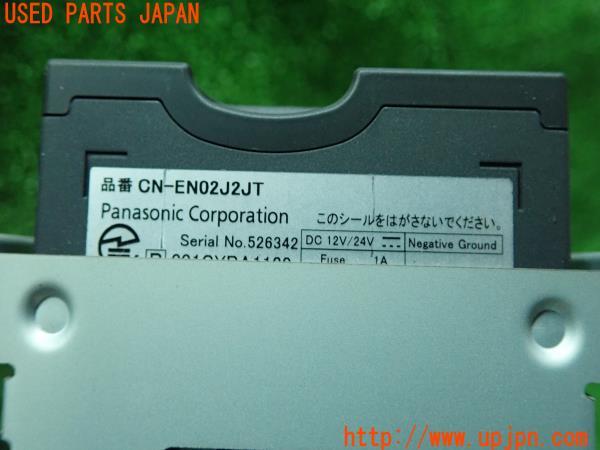 USED PARTS JAPAN
品番 CN-EN02J2JT
Panasonic Corporation
このシールをはがさないでください。
Serial No.526342
DC 12V/24V
Negative Ground
R
Fuse 1A
http://www.upjpn.com